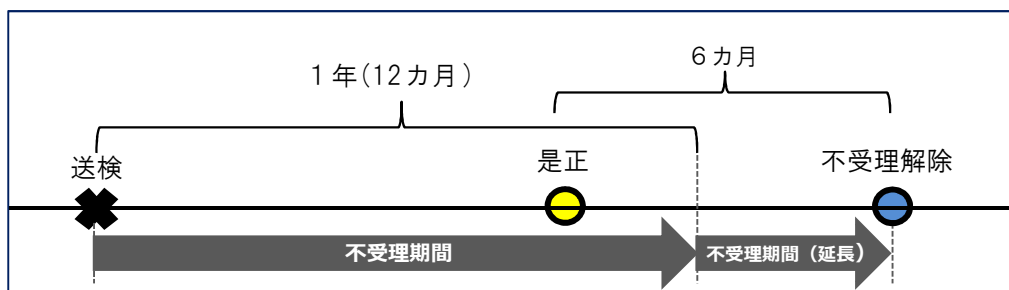 6カ月
1年(12カ月)
送検
是正
不受理解除
不受理期間
不受理期間(延長)